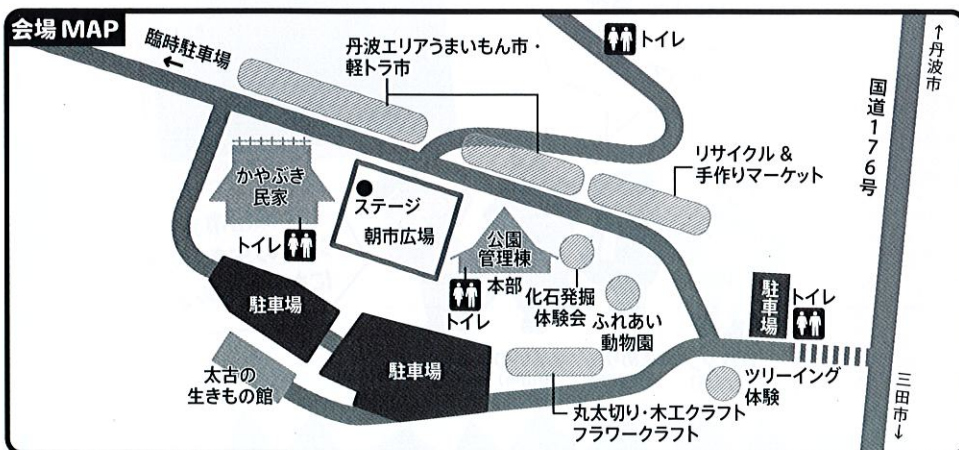 会場 MAP
臨時駐車場
←
丹波エリアうまいもん市・
軽トラ市
トイレ
↑丹波市
国道176号
リサイクル &
手作りマーケット
かやぶき
民家
トイレ
ステージ
朝市広場
公園
管理棟
本部
トイレ
化石発掘
体験会
ふれあい
動物園
駐車場
トイレ
駐車場
駐車場
太古の
生きもの館
ツリーイング
体験
丸太切り・木工クラフト
フラワークラフト
三田市↓